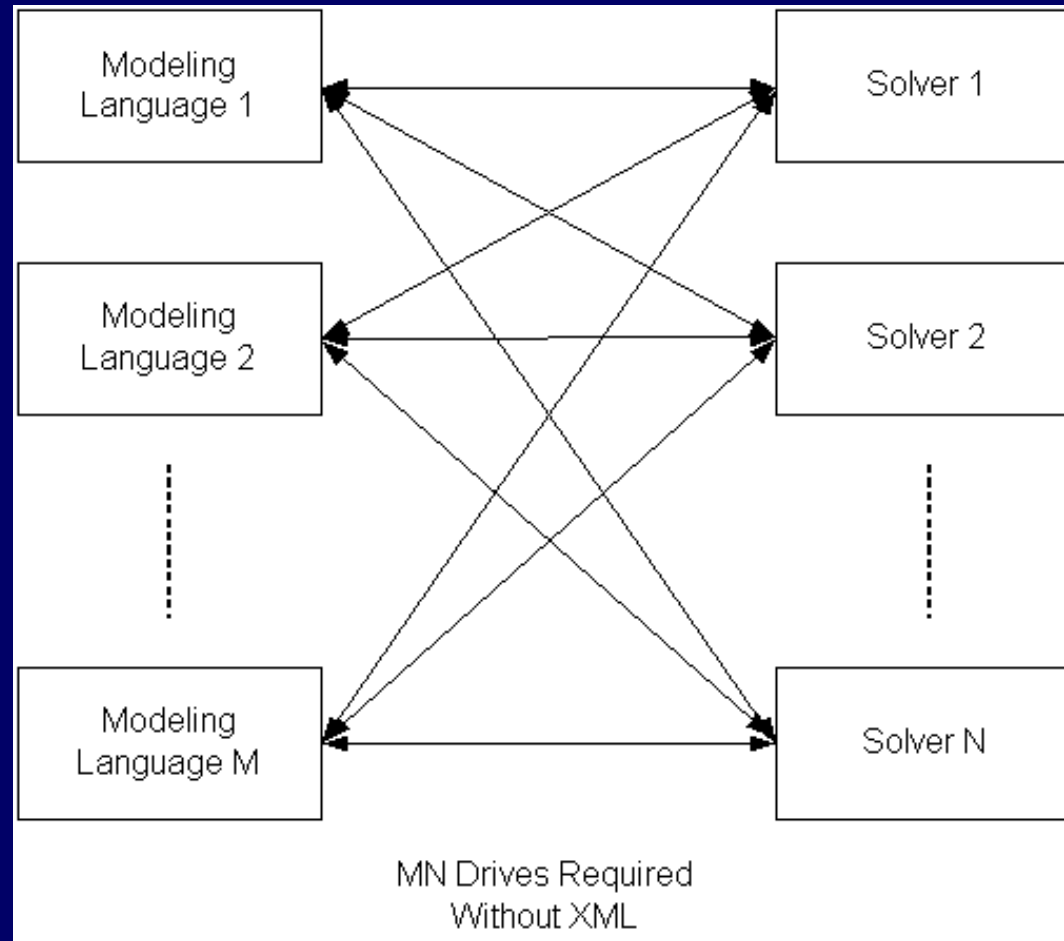 Modeling
Language 1
Solver 1
Modeling
Language 2
Solver 2
Modeling
Language M
Solver N
MN Drives Required
Without XML